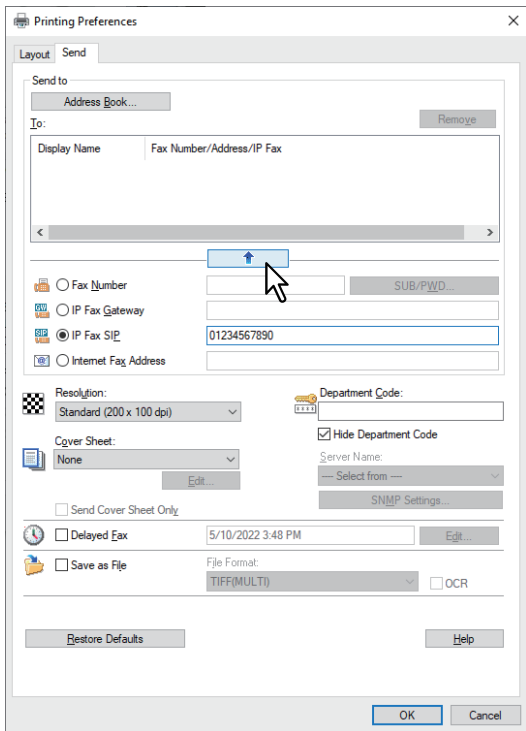 Printing Preferences
Layout Send
Send to
Address Book...
To:
Remove
Display Name Fax Number/Address/IP Fax
Fax Number SUB/PWD...
GW IP Fax Gateway
SIP IP Fax SIP 01234567890
@ Internet Fax Address
Resolution:
Standard (200 x 100 dpi)
Department Code:
Hide Department Code
Cover Sheet:
None
Edit...
Server Name:
---- Select from ----
SNMP Settings...
Send Cover Sheet Only
Delayed Fax 5/10/2022 3:48 PM Edit...
Save as File
File Format:
TIFF(MULTI) OCR
Restore Defaults Help
OK Cancel